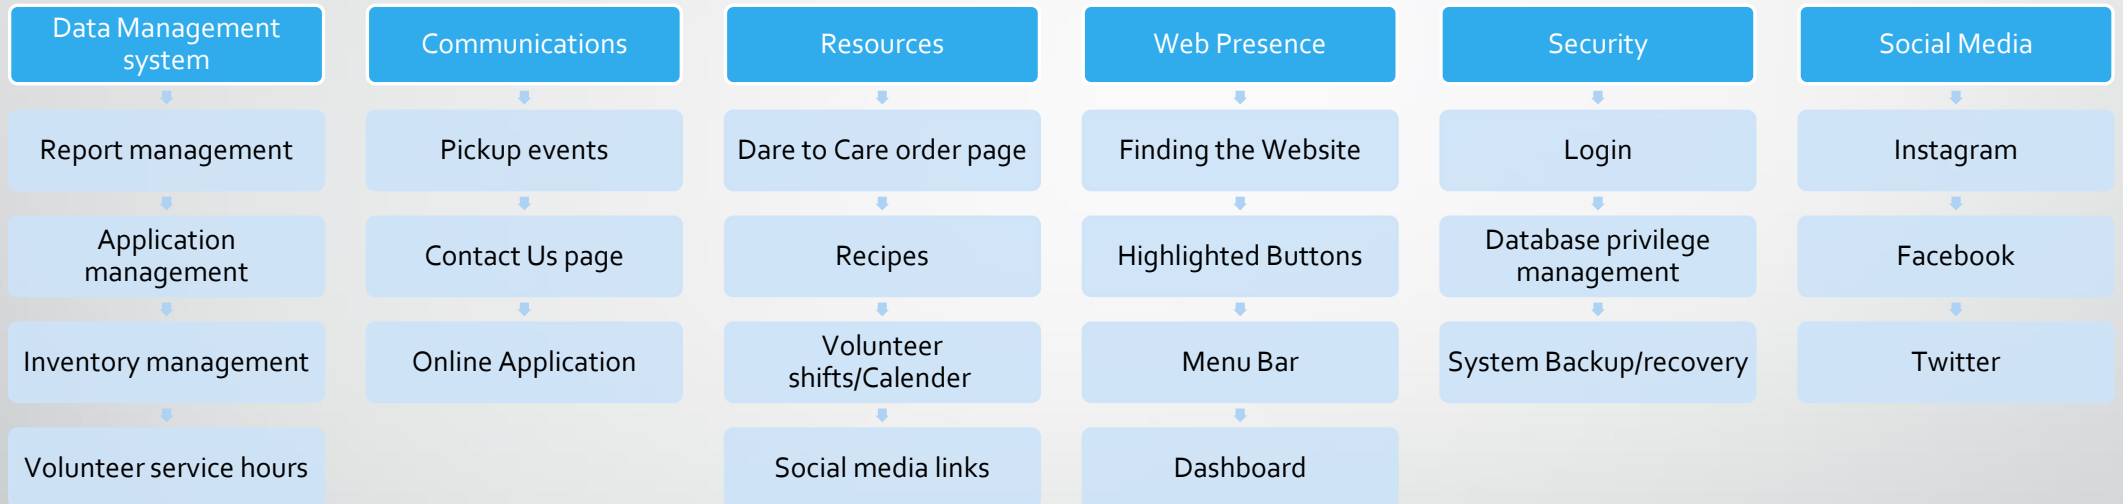 Data Management
system
Report management
Application
management
Inventory management
Volunteer service hours
Communications
Pickup events
Contact Us page
Online Application
Resources
Dare to Care order page
Recipes
Volunteer
shifts/Calender
Social media links
Web Presence
Finding the Website
Highlighted Buttons
Menu Bar
Dashboard
Security
Login
Database privilege
management
System Backup/recovery
Social Media
Instagram
Facebook
Twitter